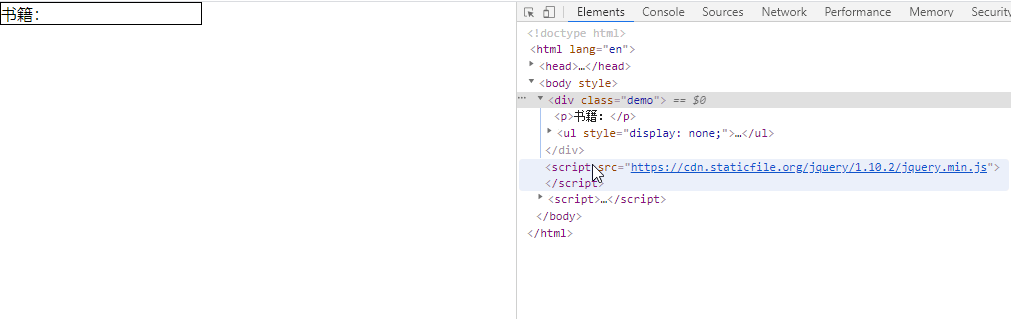 书籍：
Elements Console Sources Network Performance Memory Security
<!doctype html>
<html lang="en">
<head>…</head>
<body style>
<div class="demo"> == $0
<p>书籍：</p>
<ul style="display: none;">…</ul>
</div>
<script src="https://cdn.staticfile.org/jquery/1.10.2/jquery.min.js">
</script>
<script>…</script>
</body>
</html>